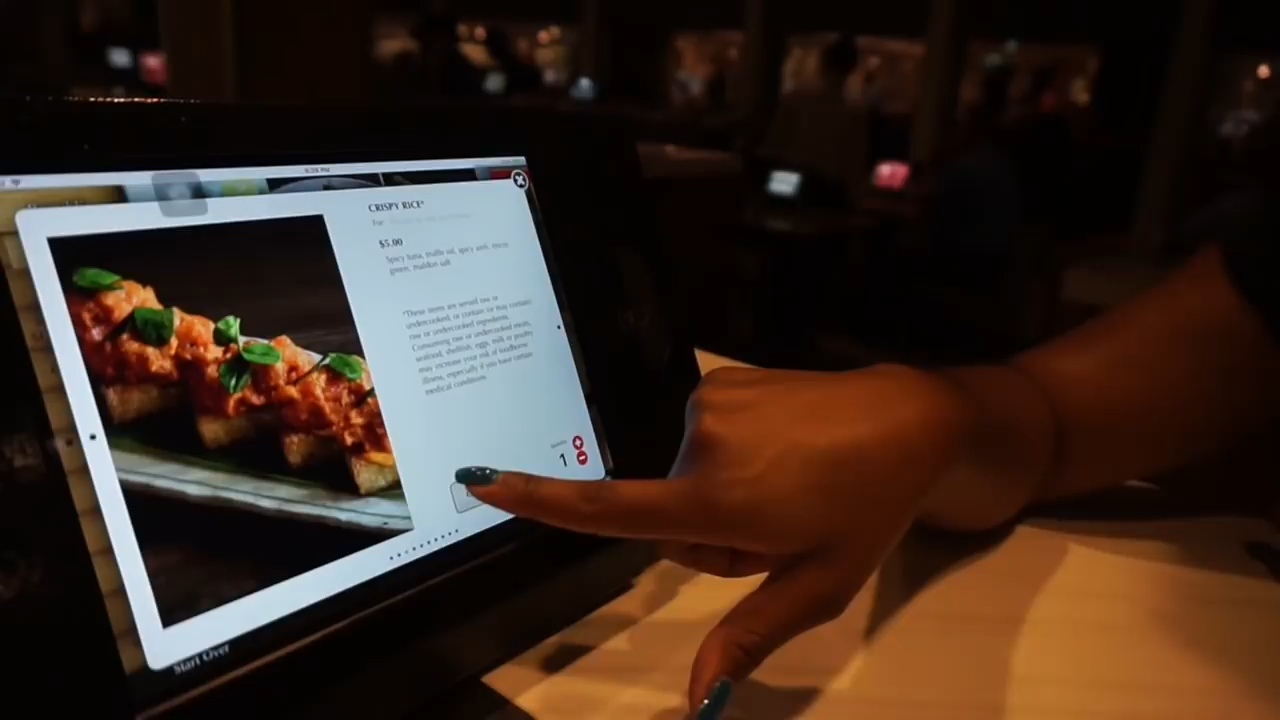 CRISPY RICE*
For:
$5.00
Spicy tuna, truffle oil, spicy aioli, micro
green, maldon salt
*These items are served raw or
undercooked, or contain (or may contain)
raw or undercooked ingredients.
Consuming raw or undercooked meats,
seafood, shellfish, eggs, milk or poultry
may increase your risk of foodborne
illness, especially if you have certain
medical conditions.
Quantity
1
Start Over